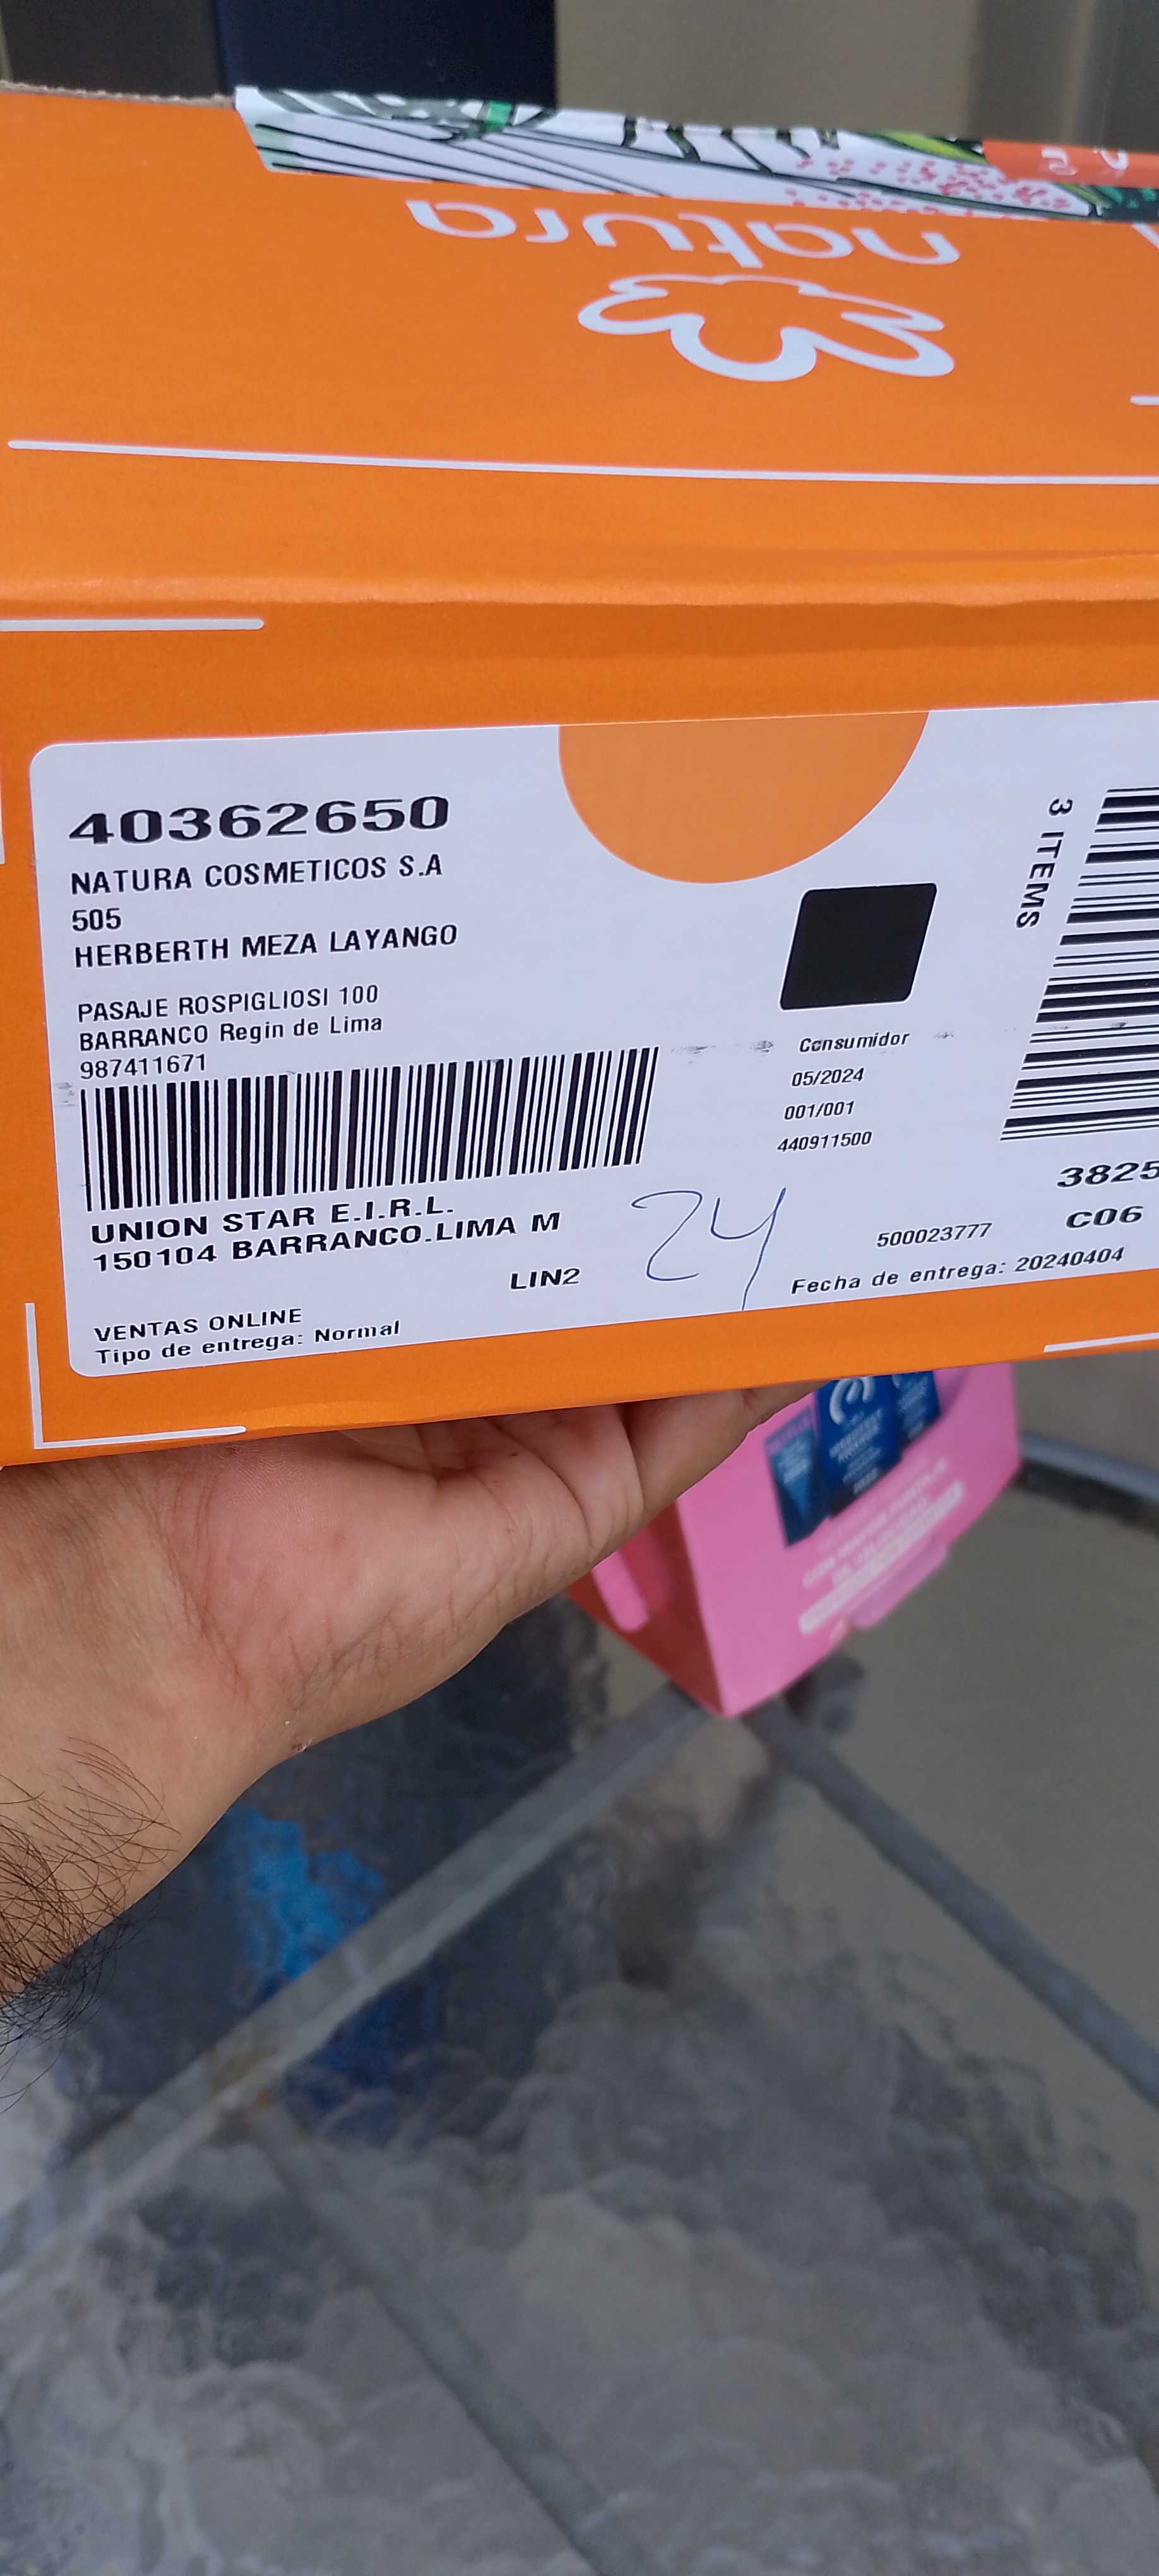 natura
40362650
NATURA COSMETICOS S.A
505
HERBERTH MEZA LAYANGO
PASAJE ROSPIGLIOSI 100
BARRANCO Regin de Lima
987411671
UNION STAR E.I.R.L.
150104 BARRANCO.LIMA M
LIN2
VENTAS ONLINE
Tipo de entrega: Normal
24
Consumidor
05/2024
001/001
440911500
500023777
Fecha de entrega: 20240404
3 ITEMS
3825
C06